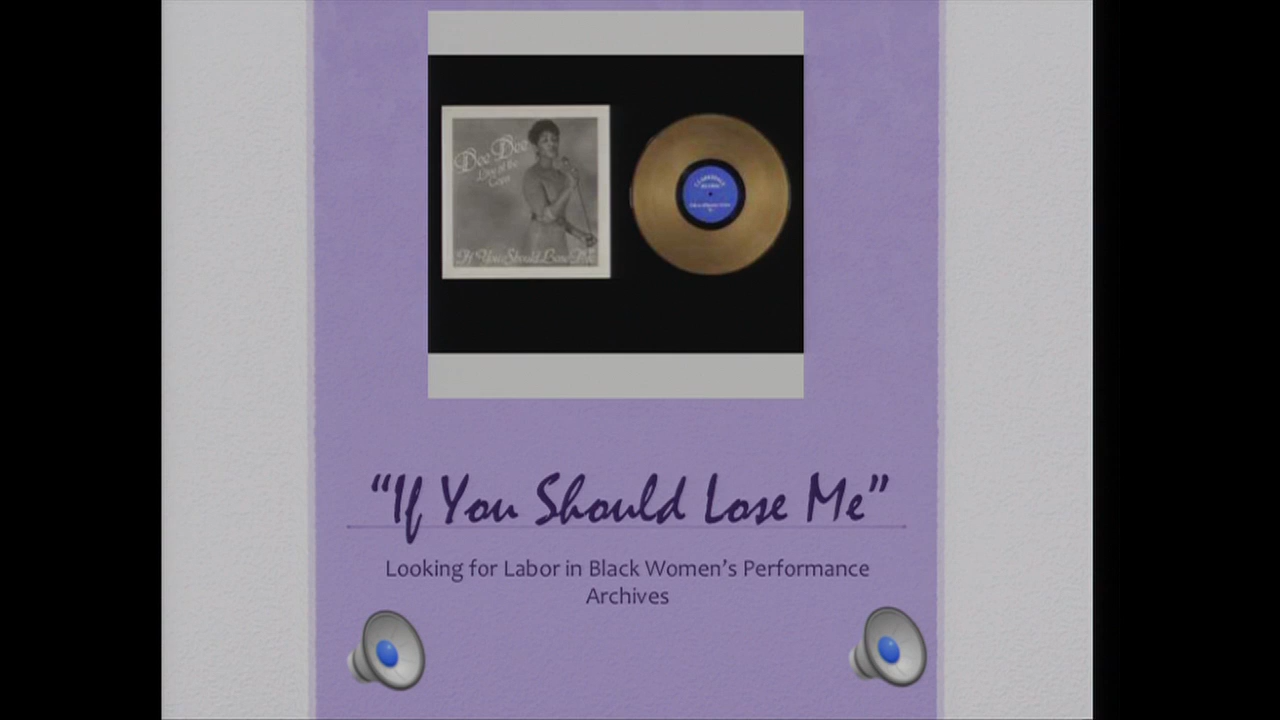 Dee Dee
Live at the
Copa
"If You Should Lose Me"
“If You Should Lose Me”
Looking for Labor in Black Women’s Performance
Archives